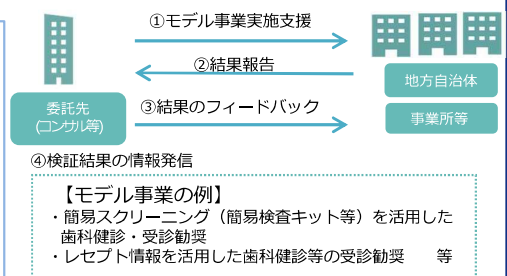 ①モデル事業実施支援
②結果報告
委託先
(コンサル等)
③結果のフィードバック
地方自治体
事業所等
④検証結果の情報発信
【モデル事業の例】
・簡易スクリーニング（簡易検査キット等）を活用した
歯科健診・受診勧奨
・レセプト情報を活用した歯科健診等の受診勧奨　　等